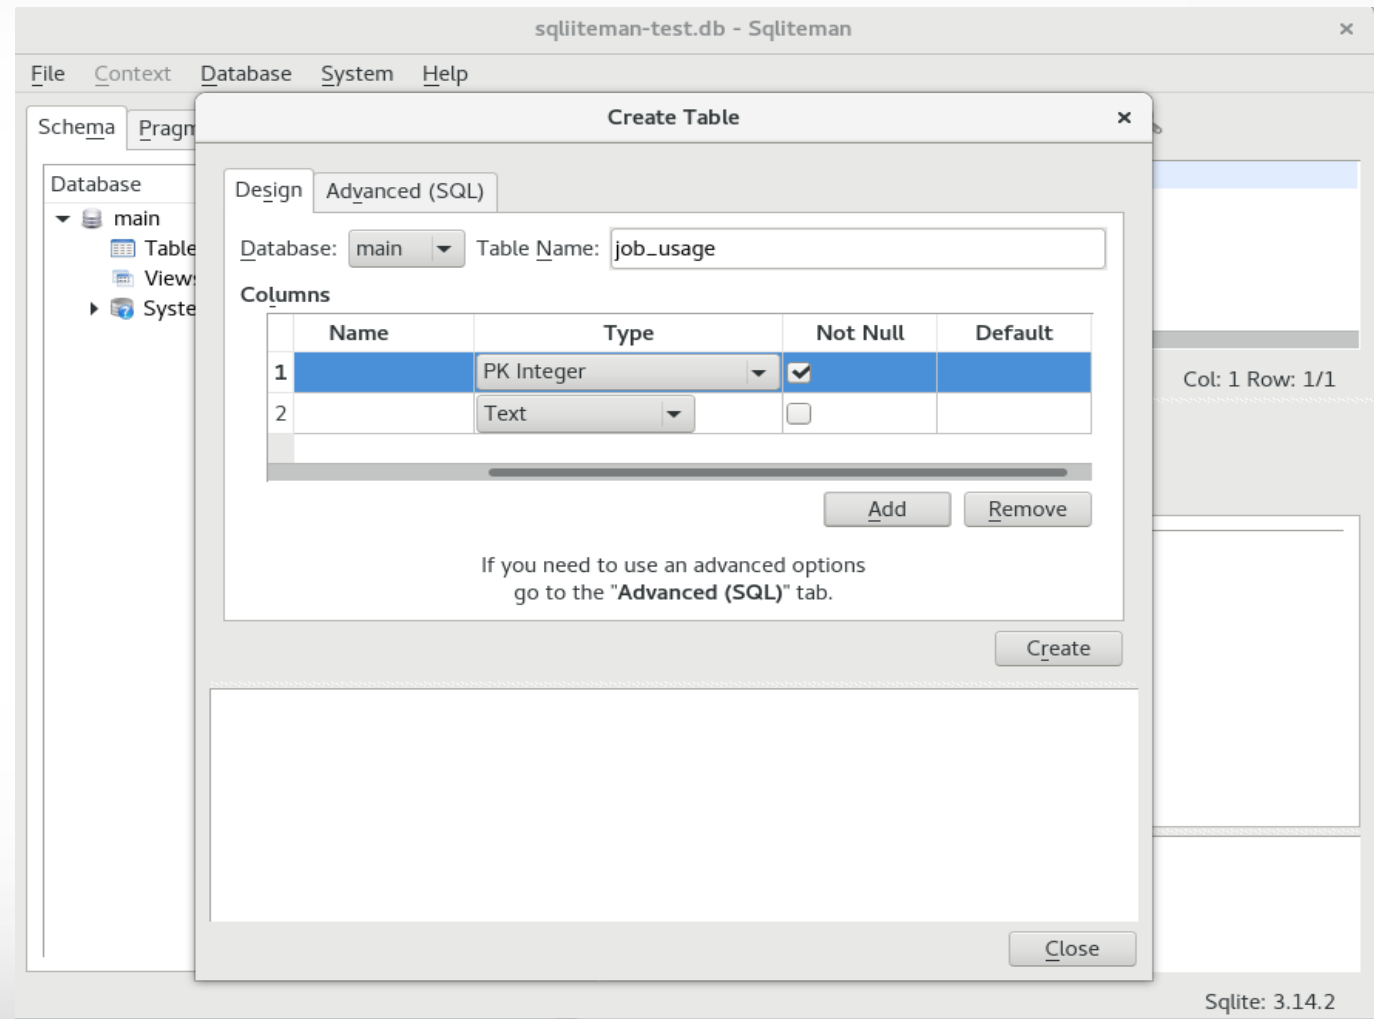 sqliiteman-test.db - Sqliteman
File Context Database System Help
Create Table
Schema
Design Advanced (SQL)
Database
Database: main Table Name: job_usage
main
Columns
Name Type Not Null Default
1 PK Integer
2 Text
Col: 1 Row: 1/1
Add Remove
If you need to use an advanced options
go to the "Advanced (SQL)" tab.
Create
Close
Sqlite: 3.14.2